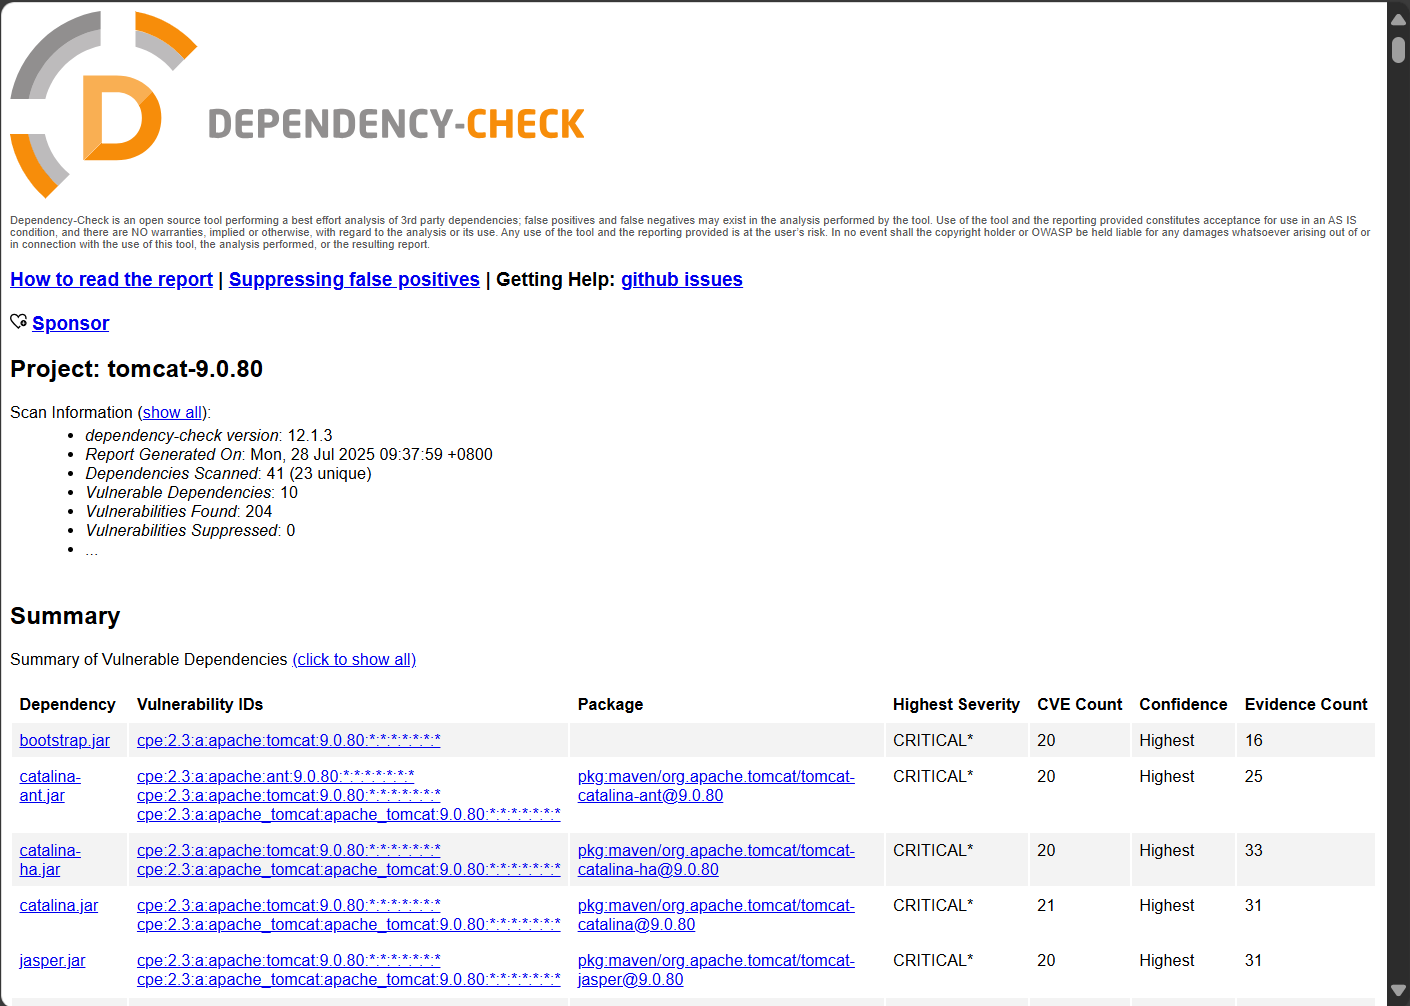 DEPENDENCY-CHECK
Dependency-Check is an open source tool performing a best effort analysis of 3rd party dependencies; false positives and false negatives may exist in the analysis performed by the tool. Use of the tool and the reporting provided constitutes acceptance for use in an AS IS
condition, and there are NO warranties, implied or otherwise, with regard to the analysis or its use. Any use of the tool and the reporting provided is at the user's risk. In no event shall the copyright holder or OWASP be held liable for any damages whatsoever arising out of or
in connection with the use of this tool, the analysis performed, or the resulting report.
How to read the report | Suppressing false positives | Getting Help: github issues
Sponsor
Project: tomcat-9.0.80
Scan Information (show all):
• dependency-check version: 12.1.3
• Report Generated On: Mon, 28 Jul 2025 09:37:59 +0800
• Dependencies Scanned: 41 (23 unique)
• Vulnerable Dependencies: 10
• Vulnerabilities Found: 204
• Vulnerabilities Suppressed: 0
• ...
Summary
Summary of Vulnerable Dependencies (click to show all)
Dependency Vulnerability IDs Package Highest Severity CVE Count Confidence Evidence Count
bootstrap.jar cpe:2.3:a:apache:tomcat:9.0.80:*:*:*:*:*:*:* CRITICAL* 20 Highest 16
catalina- cpe:2.3:a:apache:ant:9.0.80:*:*:*:*:*:*:* pkg:maven/org.apache.tomcat/tomcat- CRITICAL* 20 Highest 25
ant.jar cpe:2.3:a:apache:tomcat:9.0.80:*:*:*:*:*:*:* catalina-ant@9.0.80
cpe:2.3:a:apache_tomcat:apache_tomcat:9.0.80:*:*:*:*:*:*:*
catalina- cpe:2.3:a:apache:tomcat:9.0.80:*:*:*:*:*:*:* pkg:maven/org.apache.tomcat/tomcat- CRITICAL* 20 Highest 33
ha.jar cpe:2.3:a:apache_tomcat:apache_tomcat:9.0.80:*:*:*:*:*:*:* catalina-ha@9.0.80
catalina.jar cpe:2.3:a:apache:tomcat:9.0.80:*:*:*:*:*:*:* pkg:maven/org.apache.tomcat/tomcat- CRITICAL* 21 Highest 31
cpe:2.3:a:apache_tomcat:apache_tomcat:9.0.80:*:*:*:*:*:*:* catalina@9.0.80
jasper.jar cpe:2.3:a:apache:tomcat:9.0.80:*:*:*:*:*:*:* pkg:maven/org.apache.tomcat/tomcat- CRITICAL* 20 Highest 31
cpe:2.3:a:apache_tomcat:apache_tomcat:9.0.80:*:*:*:*:*:*:* jasper@9.0.80